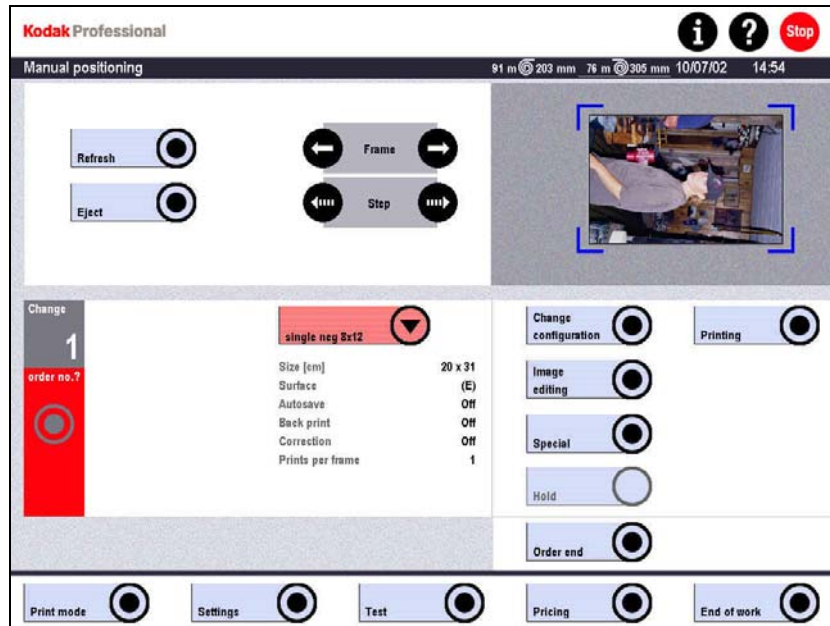 Kodak Professional
i ? Stop
Manual positioning 91 m 203 mm 76 m 305 mm 10/07/02 14:54
Refresh
Frame
Eject
Step
Change
1
order no.?
single neg 8x12
Size [cm] 20 x 31
Surface (E)
Autosave Off
Back print Off
Correction Off
Prints per frame 1
Change
configuration
Printing
Image
editing
Special
Hold
Order end
Print mode Settings Test Pricing End of work